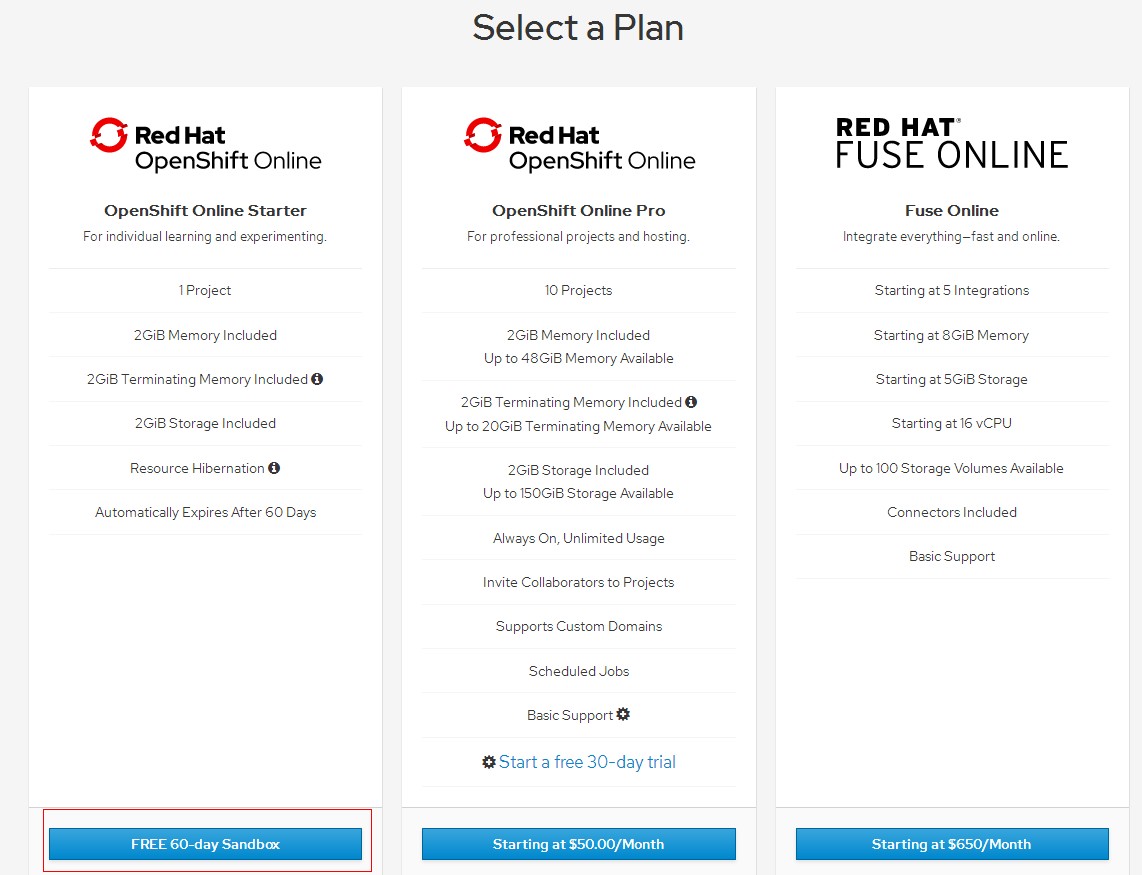 Select a Plan
Red Hat
OpenShift Online
OpenShift Online Starter
For individual learning and experimenting.
1 Project
2GiB Memory Included
2GiB Terminating Memory Included
2GiB Storage Included
Resource Hibernation
Automatically Expires After 60 Days
FREE 60-day Sandbox
Red Hat
OpenShift Online
OpenShift Online Pro
For professional projects and hosting.
10 Projects
2GiB Memory Included
Up to 48GiB Memory Available
2GiB Terminating Memory Included
Up to 20GiB Terminating Memory Available
2GiB Storage Included
Up to 150GiB Storage Available
Always On, Unlimited Usage
Invite Collaborators to Projects
Supports Custom Domains
Scheduled Jobs
Basic Support
Start a free 30-day trial
Starting at $50.00/Month
RED HAT®
FUSE ONLINE
Fuse Online
Integrate everything—fast and online.
Starting at 5 Integrations
Starting at 8GiB Memory
Starting at 5GiB Storage
Starting at 16 vCPU
Up to 100 Storage Volumes Available
Connectors Included
Basic Support
Starting at $650/Month